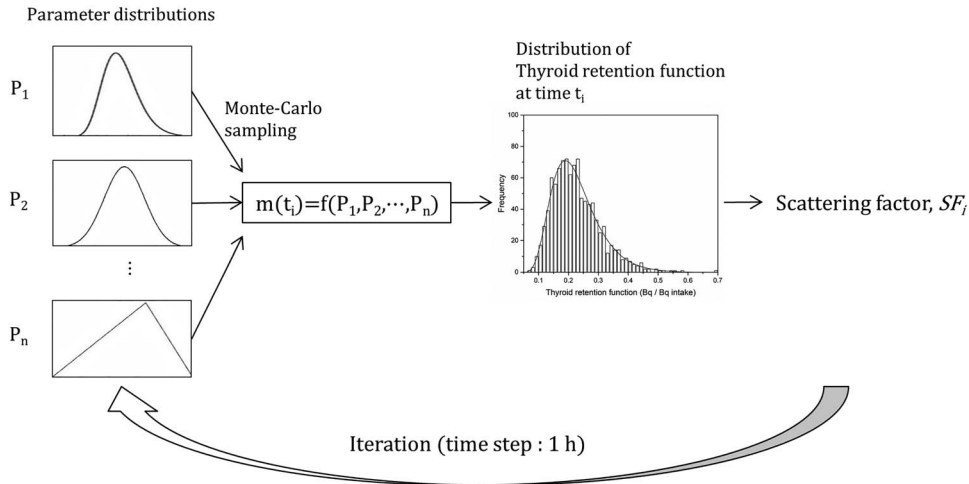 Parameter distributions
P1
P2
⋮
Pn
Monte-Carlo
sampling
m(ti)=f(P1,P2,⋯,Pn)
Distribution of
Thyroid retention function
at time ti
100
80
60
40
20
0
Frequency
0.1 0.2 0.3 0.4 0.5 0.6 0.7
Thyroid retention function (Bq / Bq intake)
Scattering factor, SFi
Iteration (time step : 1 h)